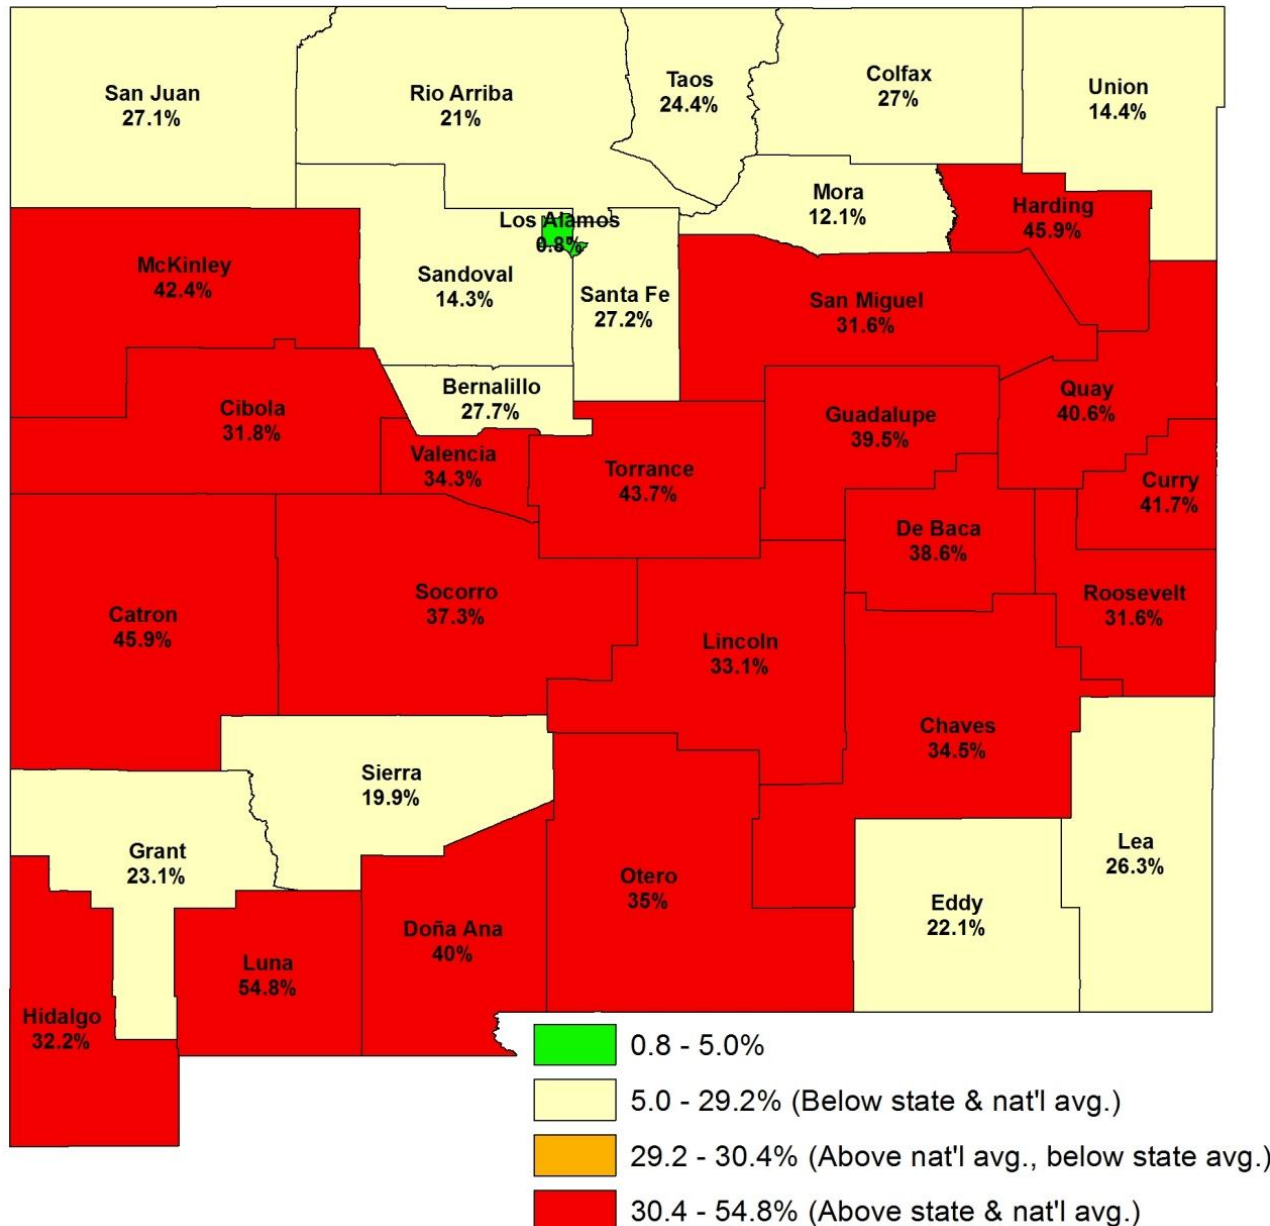 San Juan
27.1%
Rio Arriba
21%
Taos
24.4%
Colfax
27%
Union
14.4%
Mora
12.1%
Harding
45.9%
Los Alamos
0.8%
McKinley
42.4%
Sandoval
14.3%
Santa Fe
27.2%
San Miguel
31.6%
Bernalillo
27.7%
Cibola
31.8%
Valencia
34.3%
Torrance
43.7%
Guadalupe
39.5%
Quay
40.6%
Curry
41.7%
De Baca
38.6%
Roosevelt
31.6%
Catron
45.9%
Socorro
37.3%
Lincoln
33.1%
Chaves
34.5%
Sierra
19.9%
Grant
23.1%
Otero
35%
Lea
26.3%
Eddy
22.1%
Doña Ana
40%
Luna
54.8%
Hidalgo
32.2%
0.8 - 5.0%
5.0 - 29.2% (Below state & nat'l avg.)
29.2 - 30.4% (Above nat'l avg., below state avg.)
30.4 - 54.8% (Above state & nat'l avg.)